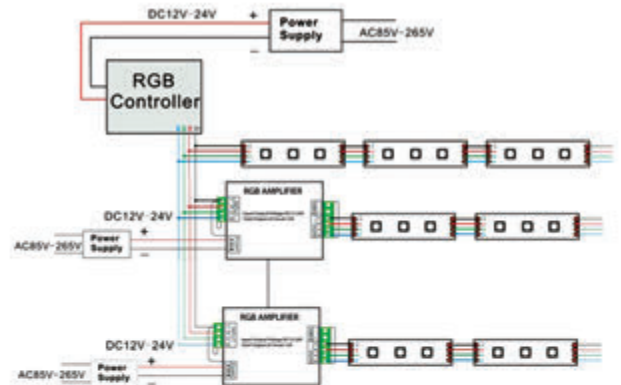 DC12V-24V
+
Power
Supply
AC85V-265V
−
RGB
Controller
RGB AMPLIFIER
DC12V-24V
AC85V-265V
Power
Supply
+
−
RGB AMPLIFIER
DC12V-24V
AC85V-265V
Power
Supply
+
−